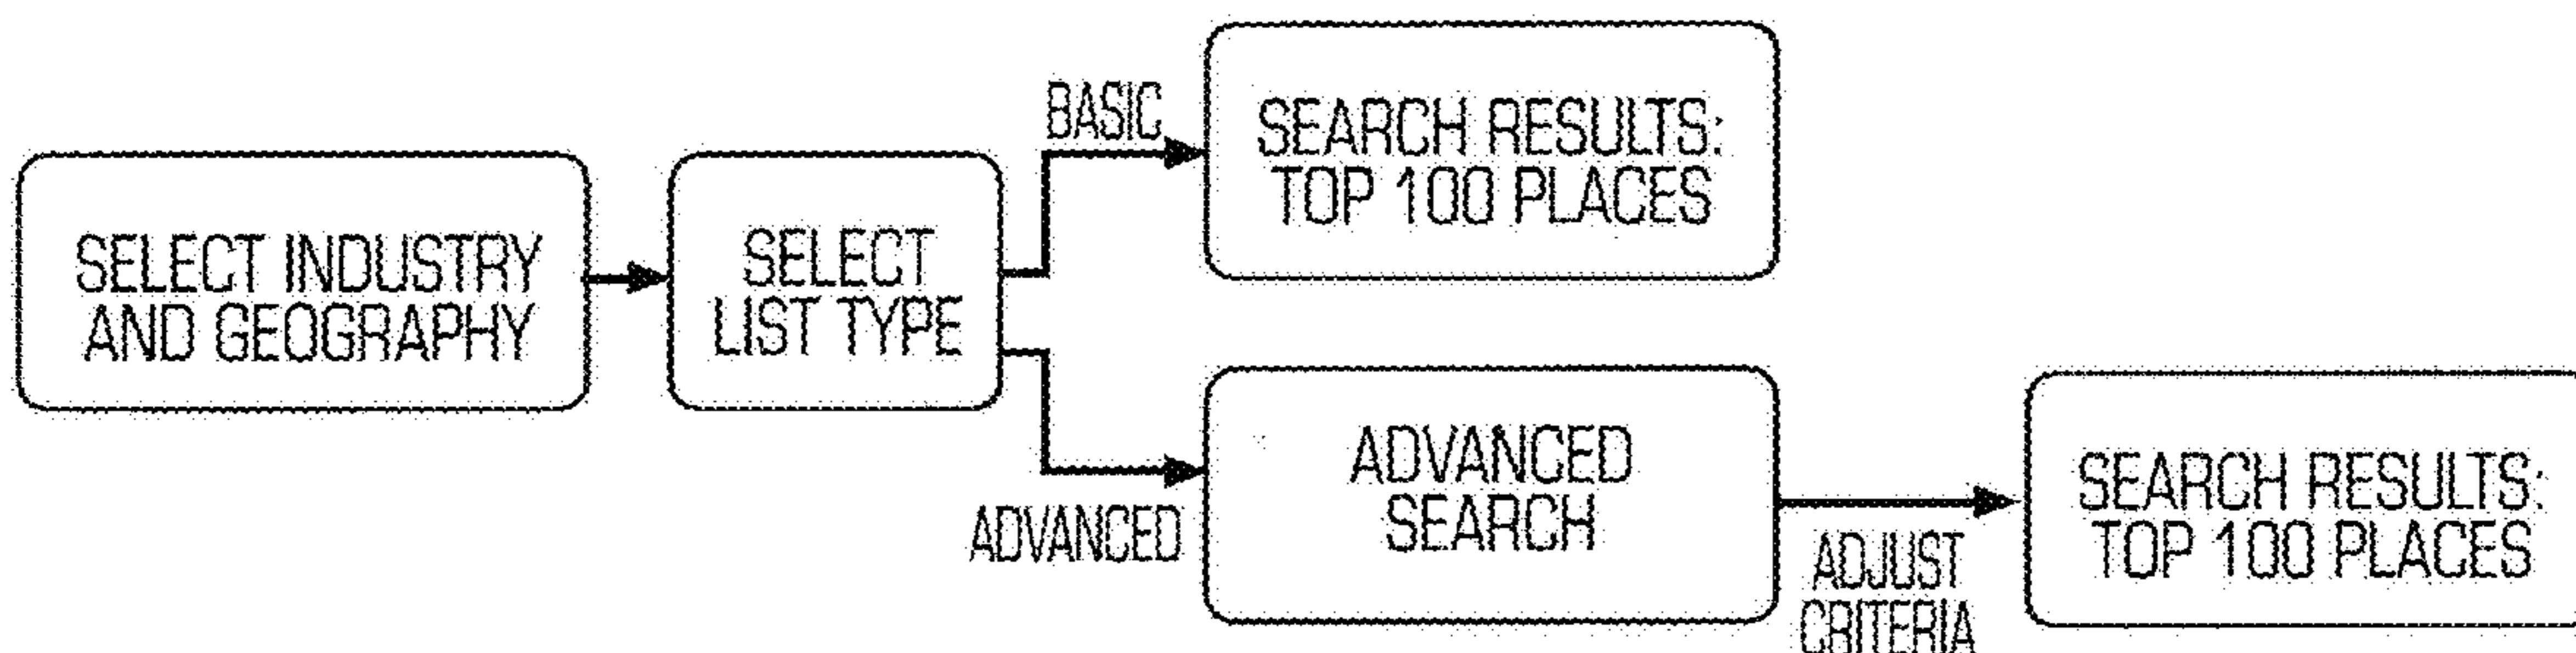 SELECT INDUSTRY
AND GEOGRAPHY
SELECT
LIST TYPE
BASIC
SEARCH RESULTS:
TOP 100 PLACES
ADVANCED
ADVANCED
SEARCH
ADJUST
CRITERIA
SEARCH RESULTS:
TOP 100 PLACES